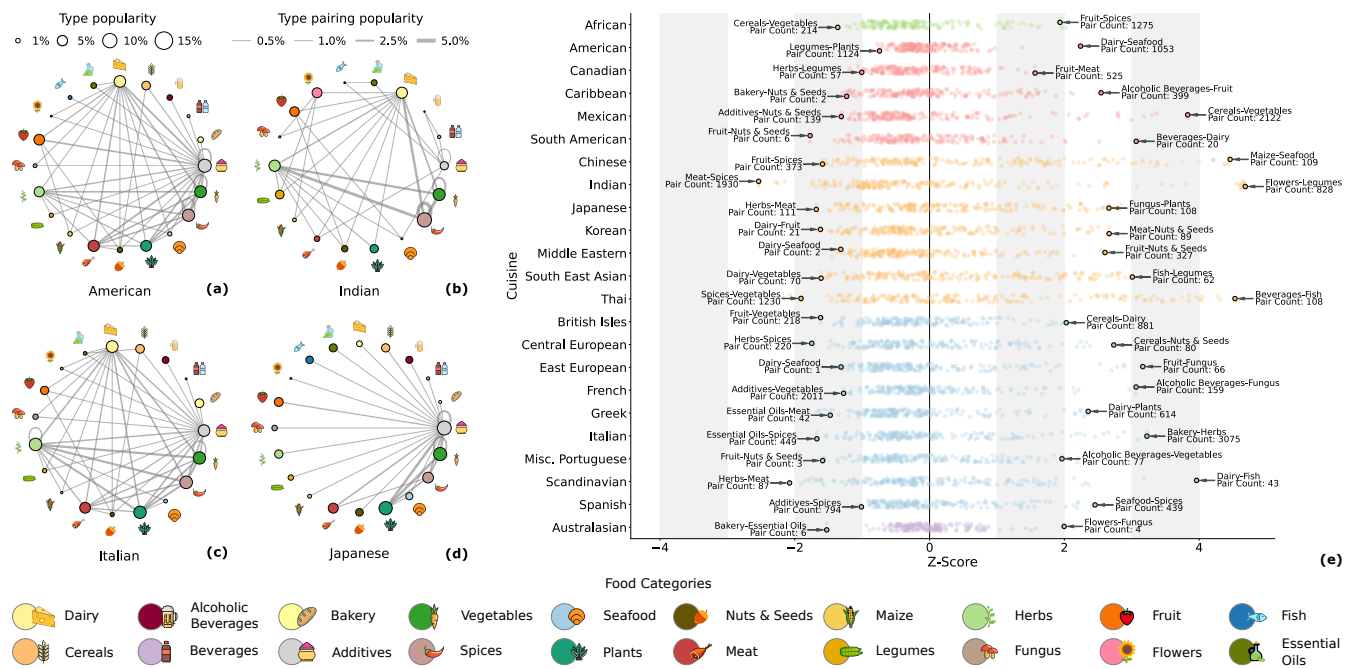 Type popularity
1% 5% 10% 15%
Type pairing popularity
0.5% 1.0% 2.5% 5.0%
American
(a)
Indian
(b)
Italian
(c)
Japanese
(d)
Cuisine
African
Cereals-Vegetables
Pair Count: 214
Fruit-Spices
Pair Count: 1275
American
Legumes-Plants
Pair Count: 1124
Dairy-Seafood
Pair Count: 1053
Canadian
Herbs-Legumes
Pair Count: 57
Fruit-Meat
Pair Count: 525
Caribbean
Bakery-Nuts & Seeds
Pair Count: 2
Alcoholic Beverages-Fruit
Pair Count: 399
Mexican
Additives-Nuts & Seeds
Pair Count: 139
Cereals-Vegetables
Pair Count: 2122
South American
Fruit-Nuts & Seeds
Pair Count: 6
Beverages-Dairy
Pair Count: 20
Chinese
Fruit-Spices
Pair Count: 373
Maize-Seafood
Pair Count: 109
Indian
Meat-Spices
Pair Count: 1930
Flowers-Legumes
Pair Count: 828
Japanese
Herbs-Meat
Pair Count: 111
Fungus-Plants
Pair Count: 108
Korean
Dairy-Fruit
Pair Count: 21
Meat-Nuts & Seeds
Pair Count: 89
Middle Eastern
Dairy-Seafood
Pair Count: 2
Fruit-Nuts & Seeds
Pair Count: 327
South East Asian
Dairy-Vegetables
Pair Count: 70
Fish-Legumes
Pair Count: 62
Thai
Spices-Vegetables
Pair Count: 1230
Beverages-Fish
Pair Count: 108
British Isles
Fruit-Vegetables
Pair Count: 218
Cereals-Dairy
Pair Count: 881
Central European
Herbs-Spices
Pair Count: 220
Cereals-Nuts & Seeds
Pair Count: 80
East European
Dairy-Seafood
Pair Count: 1
Fruit-Fungus
Pair Count: 66
French
Additives-Vegetables
Pair Count: 2011
Alcoholic Beverages-Fungus
Pair Count: 159
Greek
Essential Oils-Meat
Pair Count: 42
Dairy-Plants
Pair Count: 614
Italian
Essential Oils-Spices
Pair Count: 449
Bakery-Herbs
Pair Count: 3075
Misc. Portuguese
Fruit-Nuts & Seeds
Pair Count: 3
Alcoholic Beverages-Vegetables
Pair Count: 77
Scandinavian
Herbs-Meat
Pair Count: 87
Dairy-Fish
Pair Count: 43
Spanish
Additives-Spices
Pair Count: 794
Seafood-Spices
Pair Count: 439
Australasian
Bakery-Essential Oils
Pair Count: 6
Flowers-Fungus
Pair Count: 4
−4 −2 0 2 4
Z-Score
(e)
Food Categories
Dairy
Alcoholic
Beverages
Bakery
Vegetables
Seafood
Nuts & Seeds
Maize
Herbs
Fruit
Fish
Cereals
Beverages
Additives
Spices
Plants
Meat
Legumes
Fungus
Flowers
Essential
Oils